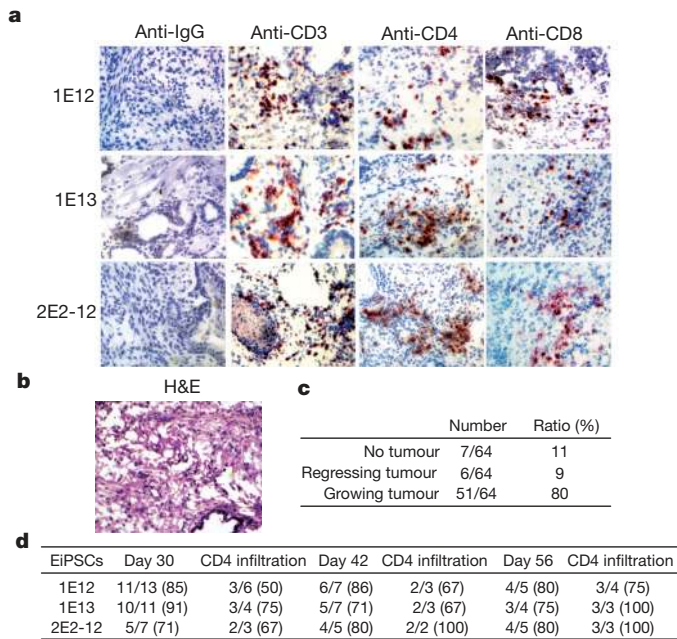 a
Anti-IgG Anti-CD3 Anti-CD4 Anti-CD8
1E12
1E13
2E2-12
b
H&E
c
Number Ratio (%)
No tumour 7/64 11
Regressing tumour 6/64 9
Growing tumour 51/64 80
d
EiPSCs Day 30 CD4 infiltration Day 42 CD4 infiltration Day 56 CD4 infiltration
1E12 11/13 (85) 3/6 (50) 6/7 (86) 2/3 (67) 4/5 (80) 3/4 (75)
1E13 10/11 (91) 3/4 (75) 5/7 (71) 2/3 (67) 3/4 (75) 3/3 (100)
2E2-12 5/7 (71) 2/3 (67) 4/5 (80) 2/2 (100) 4/5 (80) 3/3 (100)